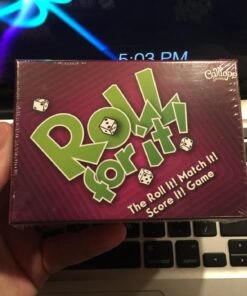 5:03 PM
Calliope
Roll
for it!
The Roll It! Match It!
Score It! Game